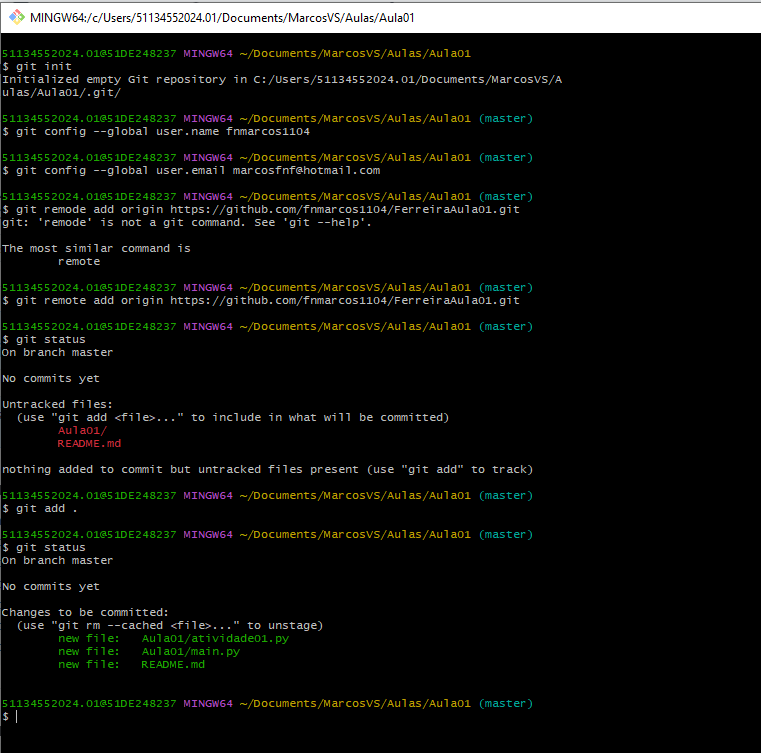 MINGW64:/c/Users/51134552024.01/Documents/MarcosVS/Aulas/Aula01
51134552024.01@51DE248237 MINGW64 ~/Documents/MarcosVS/Aulas/Aula01
$ git init
Initialized empty Git repository in C:/Users/51134552024.01/Documents/MarcosVS/A
ulas/Aula01/.git/
51134552024.01@51DE248237 MINGW64 ~/Documents/MarcosVS/Aulas/Aula01 (master)
$ git config --global user.name fnmarcos1104
51134552024.01@51DE248237 MINGW64 ~/Documents/MarcosVS/Aulas/Aula01 (master)
$ git config --global user.email marcosfnf@hotmail.com
51134552024.01@51DE248237 MINGW64 ~/Documents/MarcosVS/Aulas/Aula01 (master)
$ git remode add origin https://github.com/fnmarcos1104/FerreiraAula01.git
git: 'remode' is not a git command. See 'git --help'.
The most similar command is
        remote
51134552024.01@51DE248237 MINGW64 ~/Documents/MarcosVS/Aulas/Aula01 (master)
$ git remote add origin https://github.com/fnmarcos1104/FerreiraAula01.git
51134552024.01@51DE248237 MINGW64 ~/Documents/MarcosVS/Aulas/Aula01 (master)
$ git status
On branch master
No commits yet
Untracked files:
  (use "git add <file>..." to include in what will be committed)
        Aula01/
        README.md
nothing added to commit but untracked files present (use "git add" to track)
51134552024.01@51DE248237 MINGW64 ~/Documents/MarcosVS/Aulas/Aula01 (master)
$ git add .
51134552024.01@51DE248237 MINGW64 ~/Documents/MarcosVS/Aulas/Aula01 (master)
$ git status
On branch master
No commits yet
Changes to be committed:
  (use "git rm --cached <file>..." to unstage)
        new file:   Aula01/atividade01.py
        new file:   Aula01/main.py
        new file:   README.md
51134552024.01@51DE248237 MINGW64 ~/Documents/MarcosVS/Aulas/Aula01 (master)
$